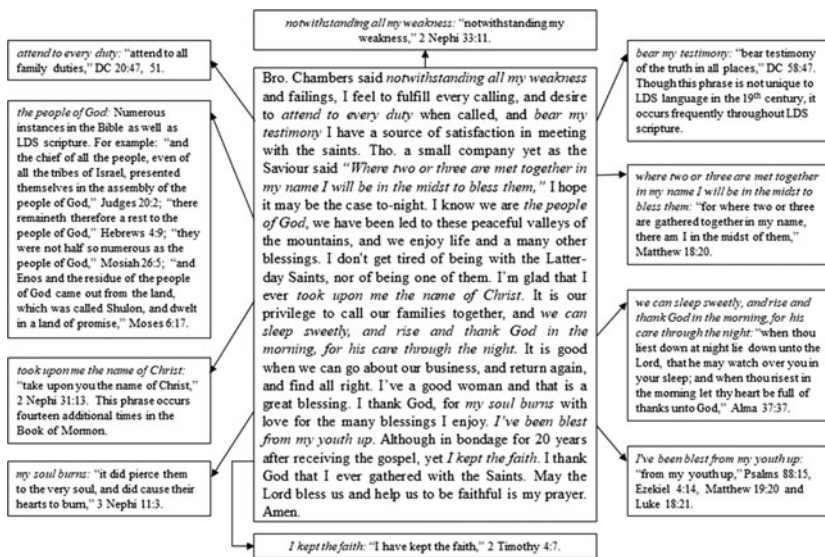 notwithstanding all my weakness: “notwithstanding my
weakness,” 2 Nephi 33:11.
attend to every duty: “attend to all
family duties,” DC 20:47, 51.
the people of God: Numerous
instances in the Bible as well as
LDS scripture. For example: “and
the chief of all the people, even of
all the tribes of Israel, presented
themselves in the assembly of the
people of God,” Judges 20:2; “there
remaineth therefore a rest to the
people of God,” Hebrews 4:9; “they
were not half so numerous as the
people of God,” Mosiah 26:5; “and
Enos and the residue of the people
of God came out from the land,
which was called Shulon, and dwelt
in a land of promise,” Moses 6:17.
took upon me the name of Christ:
“take upon you the name of Christ,”
2 Nephi 31:13. This phrase occurs
fourteen additional times in the
Book of Mormon.
my soul burns: “it did pierce them
to the very soul, and did cause their
hearts to burn,” 3 Nephi 11:3.
Bro. Chambers said notwithstanding all my weakness
and failings, I feel to fulfill every calling, and desire
to attend to every duty when called, and bear my
testimony I have a source of satisfaction in meeting
with the saints. Tho. a small company yet as the
Saviour said “Where two or three are met together in
my name I will be in the midst to bless them,” I hope
it may be the case to-night. I know we are the people
of God, we have been led to these peaceful valleys of
the mountains, and we enjoy life and a many other
blessings. I don't get tired of being with the Latter-
day Saints, nor of being one of them. I’m glad that I
ever took upon me the name of Christ. It is our
privilege to call our families together, and we can
sleep sweetly, and rise and thank God in the
morning, for his care through the night. It is good
when we can go about our business, and return again,
and find all right. I’ve a good woman and that is a
great blessing. I thank God, for my soul burns with
love for the many blessings I enjoy. I’ve been blest
from my youth up. Although in bondage for 20 years
after receiving the gospel, yet I kept the faith. I thank
God that I ever gathered with the Saints. May the
Lord bless us and help us to be faithful is my prayer.
Amen.
bear my testimony: “bear testimony
of the truth in all places,” DC 58:47.
Though this phrase is not unique to
LDS language in the 19th century, it
occurs frequently throughout LDS
scripture.
where two or three are met together
in my name I will be in the midst to
bless them: “for where two or three
are gathered together in my name,
there am I in the midst of them,”
Matthew 18:20.
we can sleep sweetly, and rise and
thank God in the morning, for his
care through the night: “when thou
liest down at night lie down unto the
Lord, that he may watch over you in
your sleep; and when thou risest in
the morning let thy heart be full of
thanks unto God,” Alma 37:37.
I've been blest from my youth up:
“from my youth up,” Psalms 88:15,
Ezekiel 4:14, Matthew 19:20 and
Luke 18:21.
I kept the faith: “I have kept the faith,” 2 Timothy 4:7.